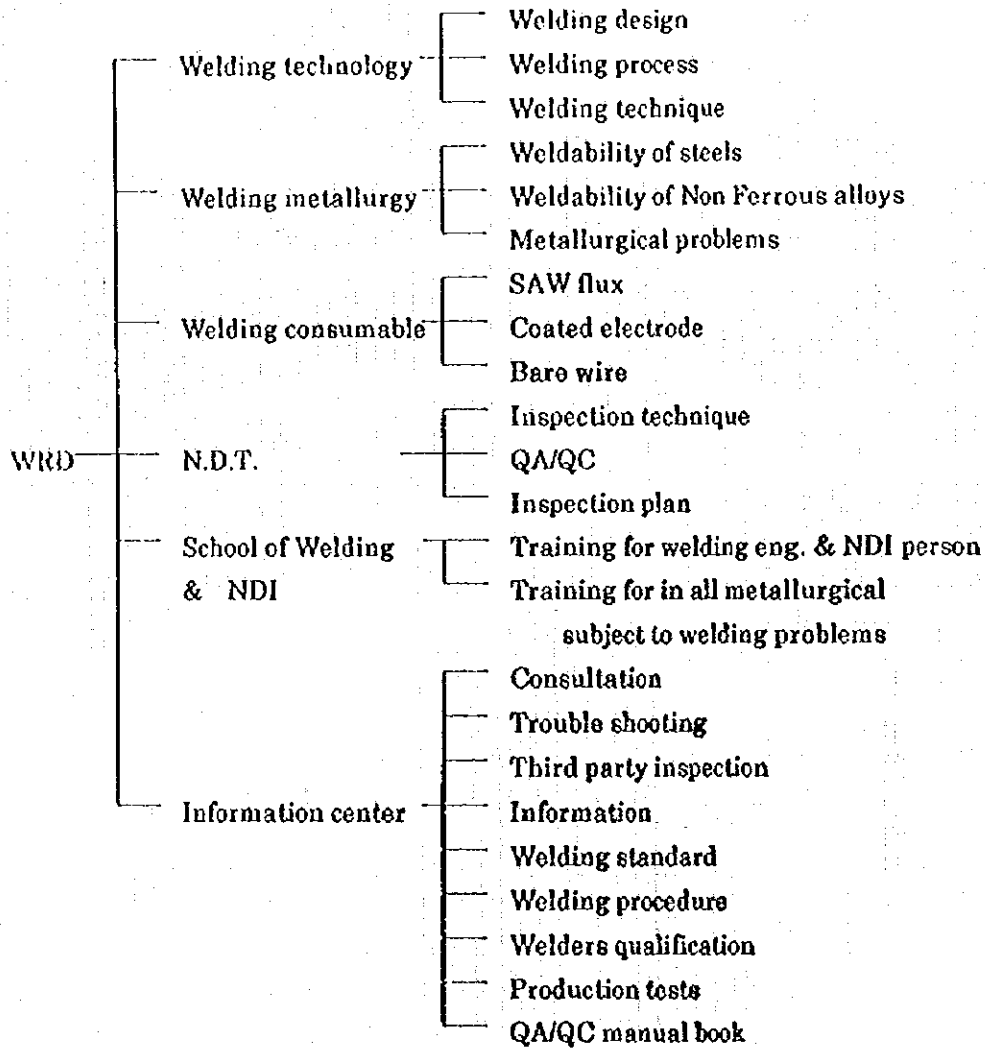 WRD
Welding technology
Welding design
Welding process
Welding technique
Welding metallurgy
Weldability of steels
Weldability of Non Ferrous alloys
Metallurgical problems
Welding consumable
SAW flux
Coated electrode
Bare wire
N.D.T.
Inspection technique
QA/QC
Inspection plan
School of Welding
& NDI
Training for welding eng. & NDI person
Training for in all metallurgical
subject to welding problems
Information center
Consultation
Trouble shooting
Third party inspection
Information
Welding standard
Welding procedure
Welders qualification
Production tests
QA/QC manual book